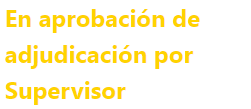 En aprobación de
adjudicación por
Supervisor